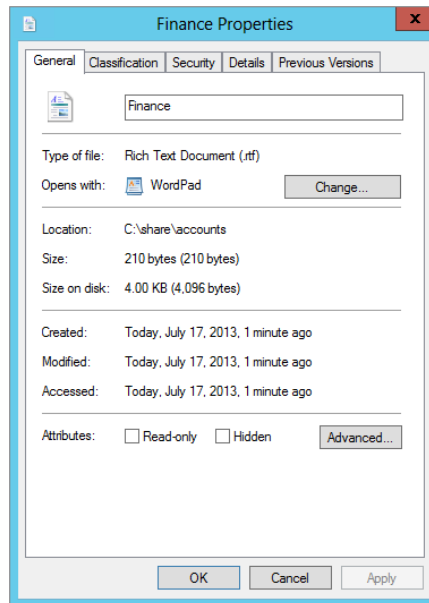 Finance Properties
x
General Classification Security Details Previous Versions
Finance
Type of file: Rich Text Document (.rtf)
Opens with: WordPad Change...
Location: C:\share\accounts
Size: 210 bytes (210 bytes)
Size on disk: 4.00 KB (4,096 bytes)
Created: Today, July 17, 2013, 1 minute ago
Modified: Today, July 17, 2013, 1 minute ago
Accessed: Today, July 17, 2013, 1 minute ago
Attributes: Read-only Hidden Advanced...
OK Cancel Apply